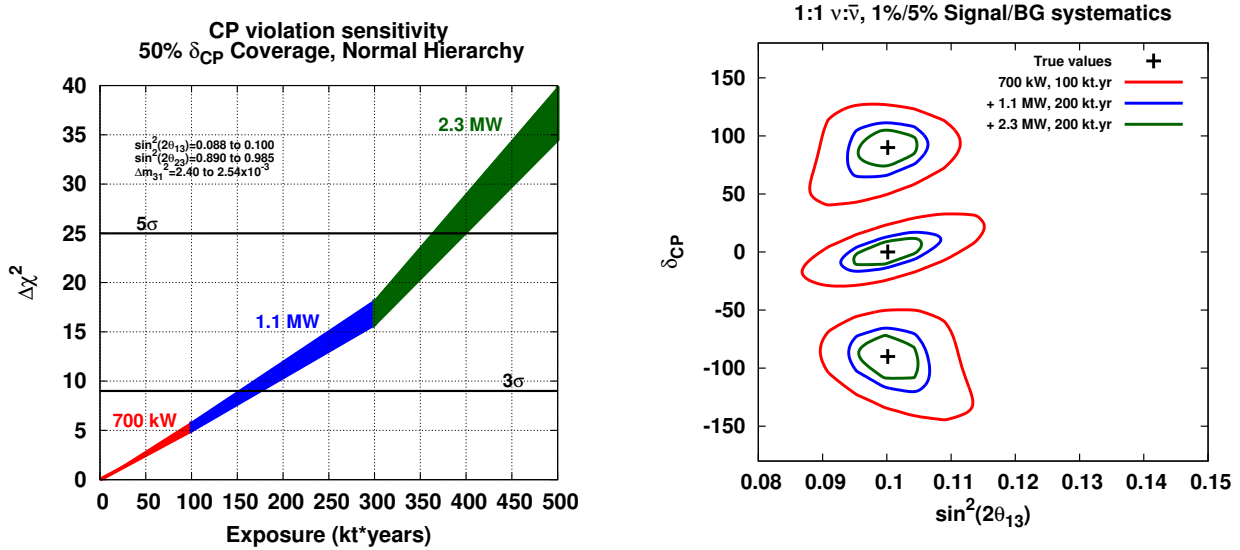 CP violation sensitivity
50% δCP Coverage, Normal Hierarchy
40
35
30
25
20
15
10
5
0
Δχ²
2.3 MW
sin²(2θ₁₃)=0.088 to 0.100
sin²(2θ₂₃)=0.890 to 0.985
Δm₃₁²=2.40 to 2.54x10⁻³
5σ
1.1 MW
3σ
700 kW
0 50 100 150 200 250 300 350 400 450 500
Exposure (kt*years)
1:1 ν:ν̄, 1%/5% Signal/BG systematics
True values
700 kW, 100 kt.yr
+ 1.1 MW, 200 kt.yr
+ 2.3 MW, 200 kt.yr
150
100
50
0
-50
-100
-150
δCP
0.08 0.09 0.1 0.11 0.12 0.13 0.14 0.15
sin²(2θ₁₃)